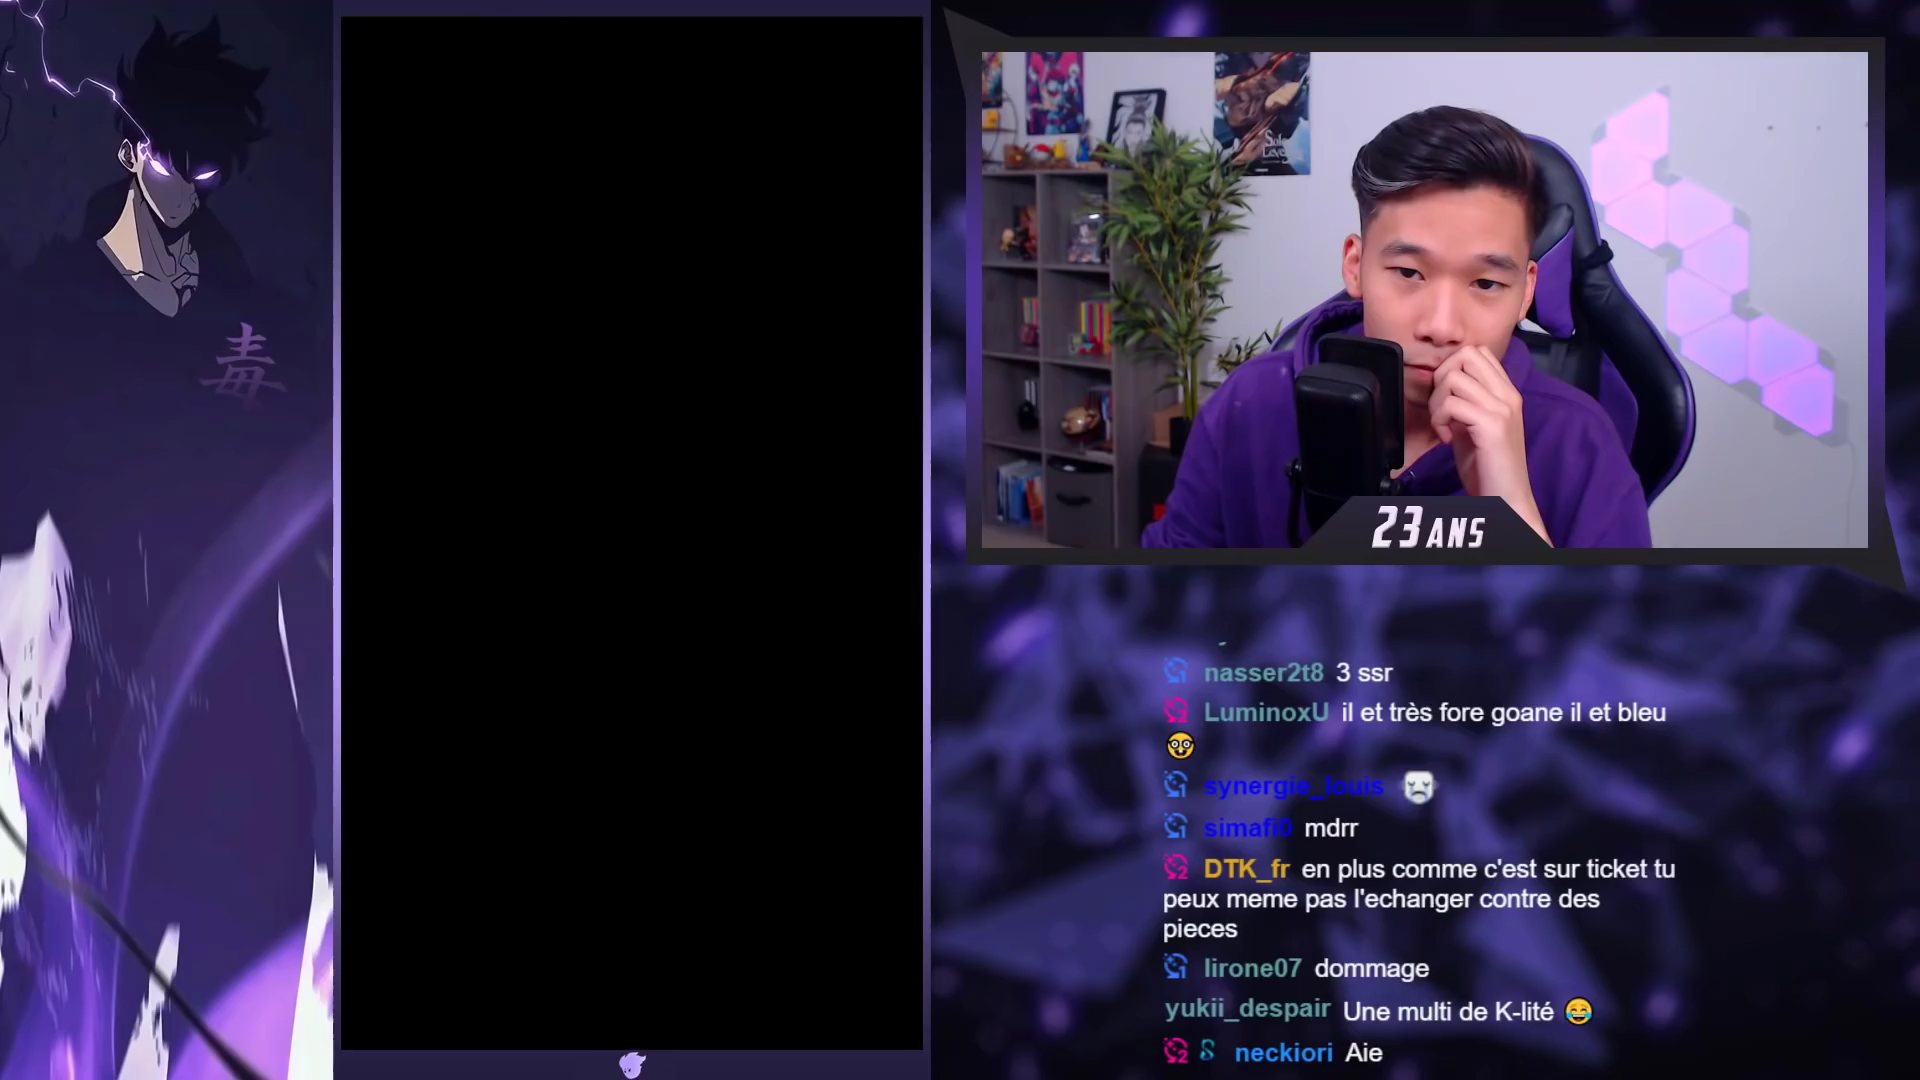 毒
Solo
Leve
23 ANS
nasser2t8 3 ssr
LuminoxU il et très fore goane il et bleu
synergie_louis
simafi0 mdrr
DTK_fr en plus comme c'est sur ticket tu
peux meme pas l'echanger contre des
pieces
lirone07 dommage
yukii_despair Une multi de K-lité
neckiori Aie